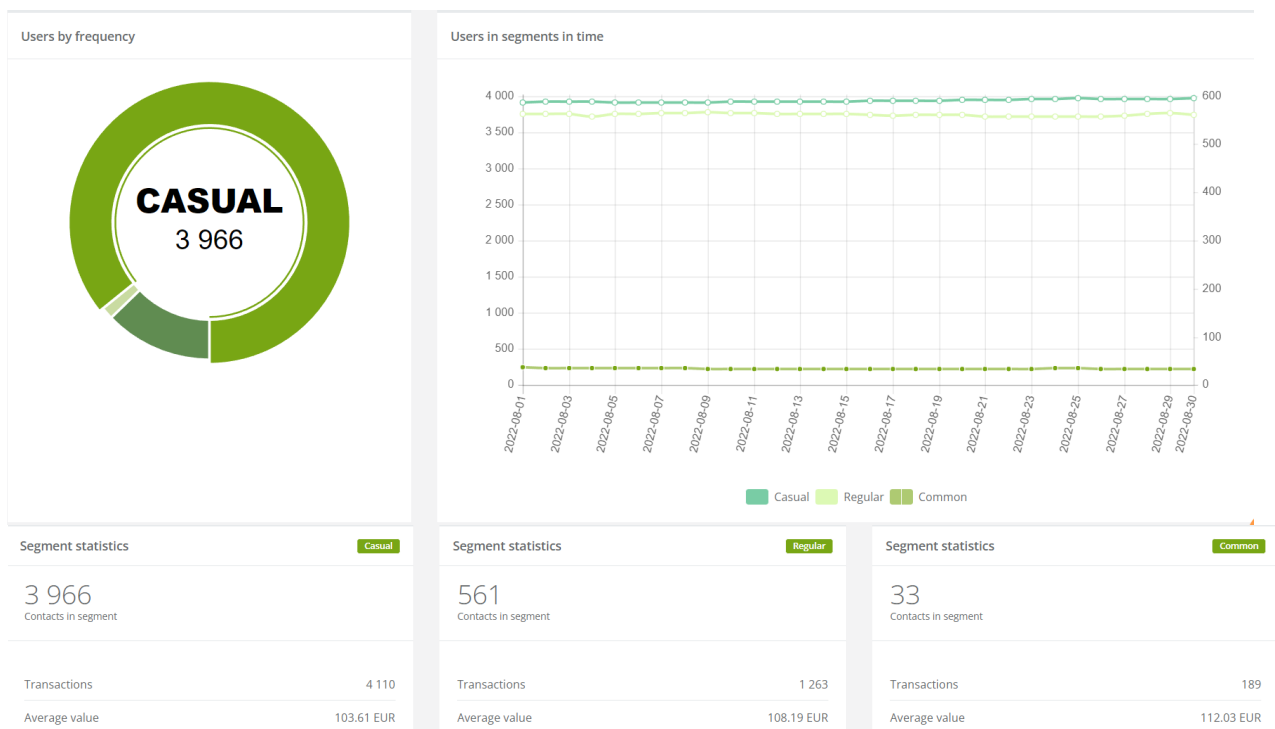 Users by frequency
CASUAL
3 966
Users in segments in time
4 000
3 500
3 000
2 500
2 000
1 500
1 000
500
0
600
500
400
300
200
100
0
2022-08-01
2022-08-03
2022-08-05
2022-08-07
2022-08-09
2022-08-11
2022-08-13
2022-08-15
2022-08-17
2022-08-19
2022-08-21
2022-08-23
2022-08-25
2022-08-27
2022-08-29
2022-08-30
Casual Regular Common
Segment statistics Casual
3 966
Contacts in segment
Transactions 4 110
Average value 103.61 EUR
Segment statistics Regular
561
Contacts in segment
Transactions 1 263
Average value 108.19 EUR
Segment statistics Common
33
Contacts in segment
Transactions 189
Average value 112.03 EUR